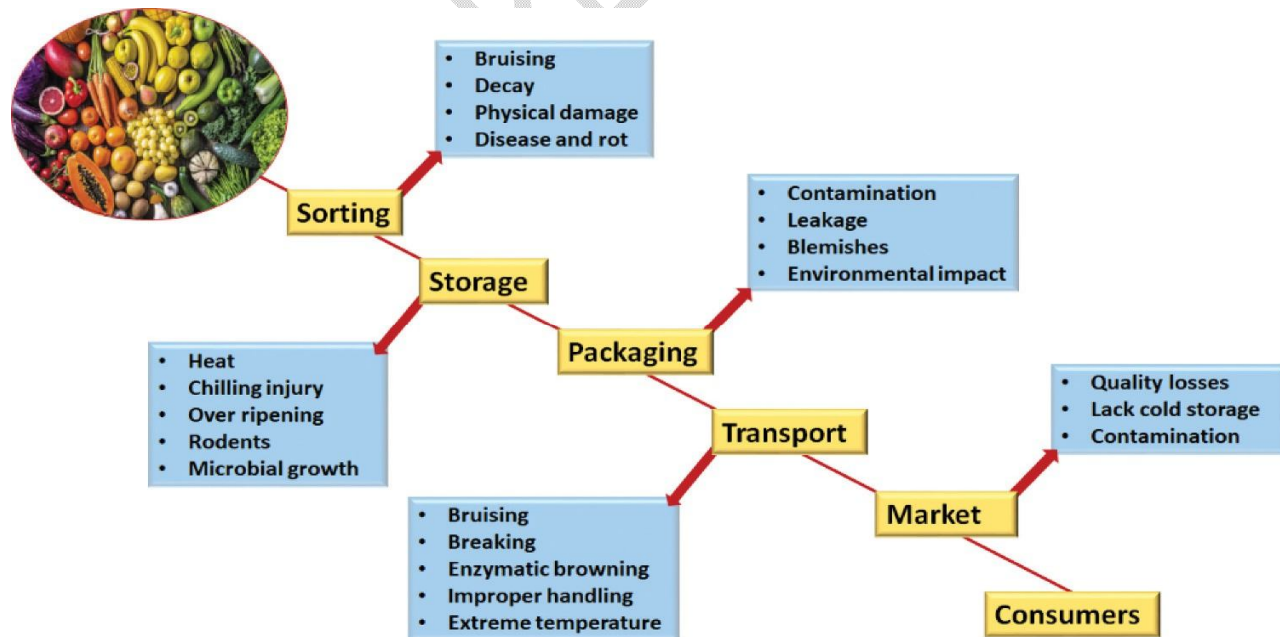 Sorting
• Bruising
• Decay
• Physical damage
• Disease and rot
Storage
• Heat
• Chilling injury
• Over ripening
• Rodents
• Microbial growth
Packaging
• Contamination
• Leakage
• Blemishes
• Environmental impact
Transport
• Bruising
• Breaking
• Enzymatic browning
• Improper handling
• Extreme temperature
Market
• Quality losses
• Lack cold storage
• Contamination
Consumers